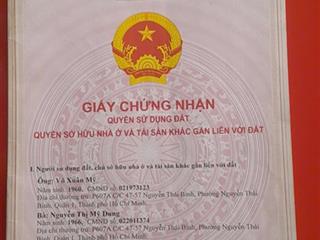 GIẤY CHỨNG NHẬN
QUYỀN SỬ DỤNG ĐẤT,
QUYỀN SỞ HỮU NHÀ Ở VÀ TÀI SẢN KHÁC GẮN LIỀN VỚI ĐẤT
I. Người sử dụng đất, chủ sở hữu nhà ở và tài sản khác gắn liền với đất
Ông: Võ Xuân Mỹ
Năm sinh: 1960, CMND số 021973123
Địa chỉ thường trú: P607A C/C 47-57 Nguyễn Thái Bình, Phường Nguyễn Thái
Bình, Quận 1, Thành phố Hồ Chí Minh
Bà: Nguyễn Thị Mỹ Dung
Năm sinh: 1966, CMND số 022011374
Địa chỉ thường trú: P607A C/C 47-57 Nguyễn Thái Bình, Phường Nguyễn Thái
Bình, Quận 1, Thành phố Hồ Chí Minh